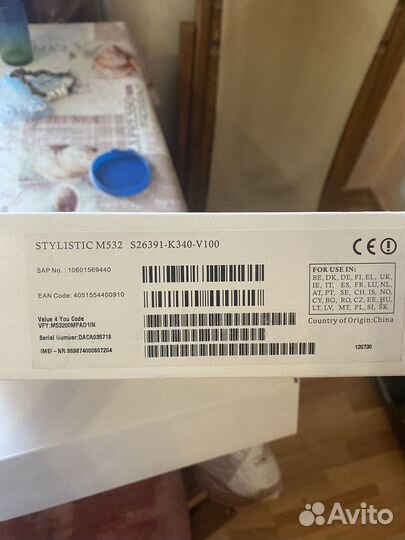 STYLISTIC M532 S26391-K340-V100
SAP No. : 10601569440
EAN Code: 4051554400910
Value 4 You Code
VFY:M53200MPAD1IN
Serial Number:DACA035718
IMEI - NR:869874000807204
CE
FOR USE IN:
BE, DK, DE, FI, EL, UK,
IE, IT, ES, FR, LU, NL,
AT, PT, SE, CH, IS, NO,
CY, BG, RO, CZ, EE, HU,
LT, LV, MT, PL, SI, SK
Country of Origin:China
120730
JEUNEA
Avito